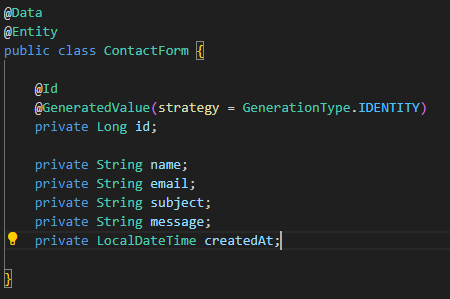 @Data
@Entity
public class ContactForm {
@Id
@GeneratedValue(strategy = GenerationType.IDENTITY)
private Long id;
private String name;
private String email;
private String subject;
private String message;
private LocalDateTime createdAt;
}